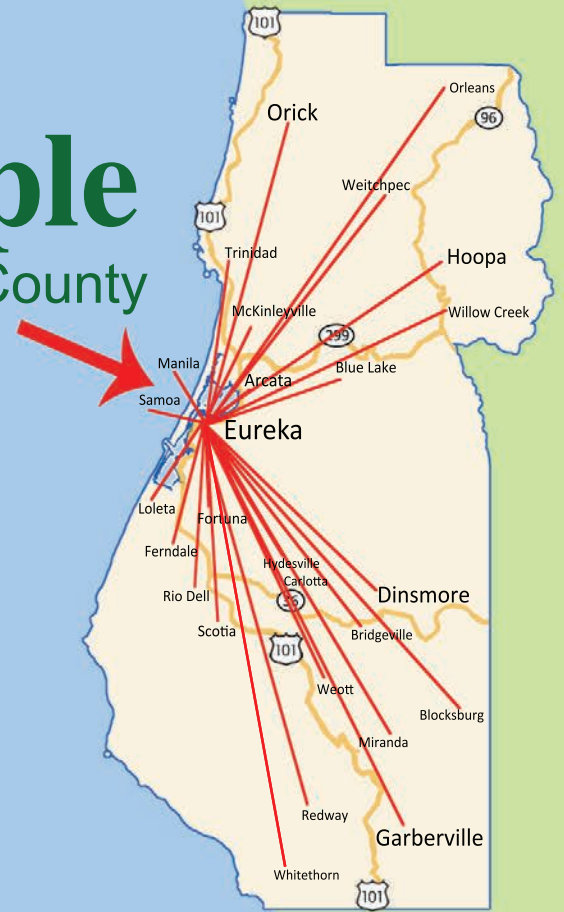 101
Orleans
Orick
96
ple
Weitchpec
101
Trinidad
Hoopa
County
McKinleyville
Willow Creek
299
Manila
Blue Lake
Arcata
Samoa
Eureka
Loleta
Fortuna
Ferndale
Hydesville
Carlotta
Rio Dell
Dinsmore
36
Scotia
Bridgeville
101
Weott
Blocksburg
Miranda
Redway
Garberville
Whitethorn
101